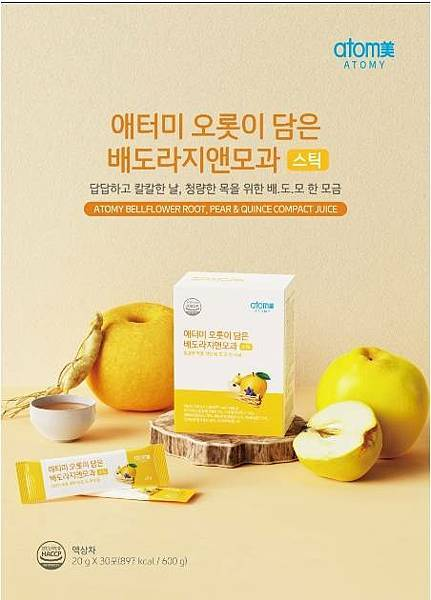 atom美
ATOMY
애터미 오롯이 담은
배도라지앤모과 스틱
답답하고 칼칼한 날, 청량한 목을 위한 배.도.모 한 모금
ATOMY BELLFLOWER ROOT, PEAR & QUINCE COMPACT JUICE
atom美
ATOMY
애터미 오롯이 담은
배도라지앤모과 스틱
애터미 오롯이 담은
배도라지앤모과 스틱
HACCP
액상차
20 g X 30포(897 kcal / 600 g)